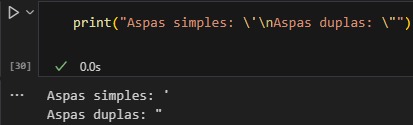 print("Aspas simples: \'\nAspas duplas: \"")
[30]
0.0s
Aspas simples: '
Aspas duplas: "